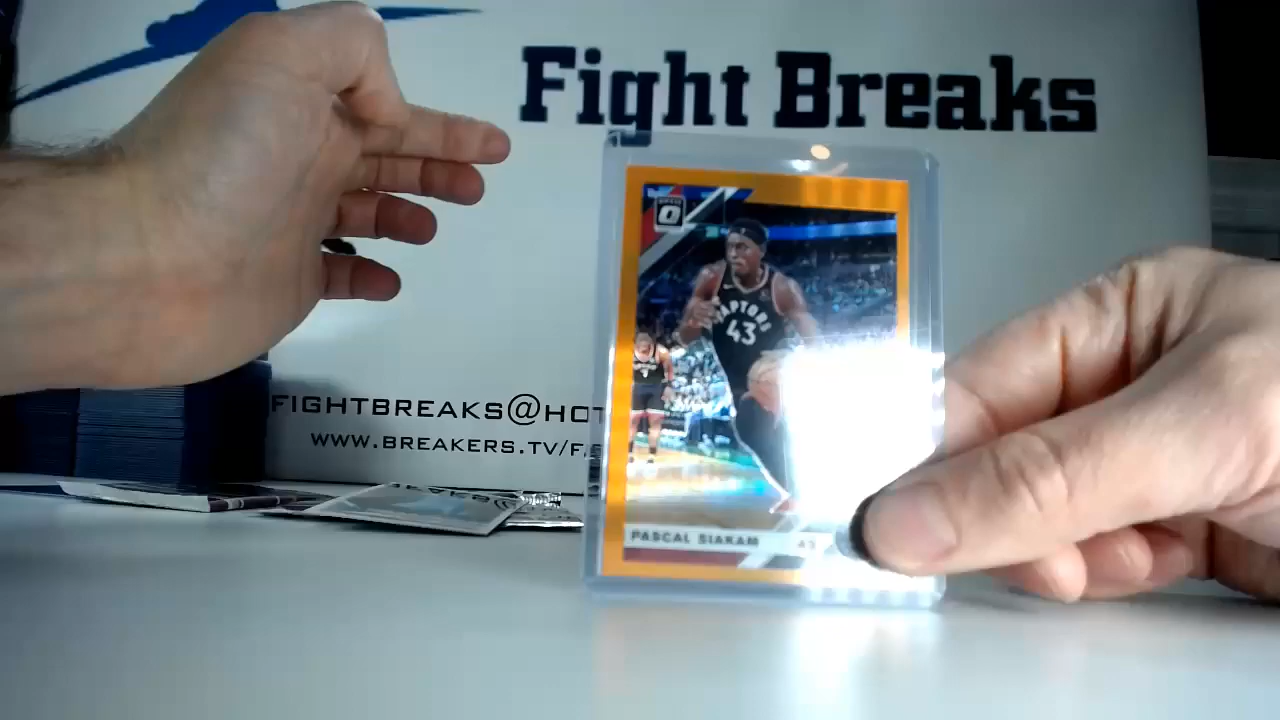 Fight Breaks
RAPTORS
43
FIGHTBREAKS@HOT
WWW.BREAKERS.TV/F
PASCAL SIAKAM 43